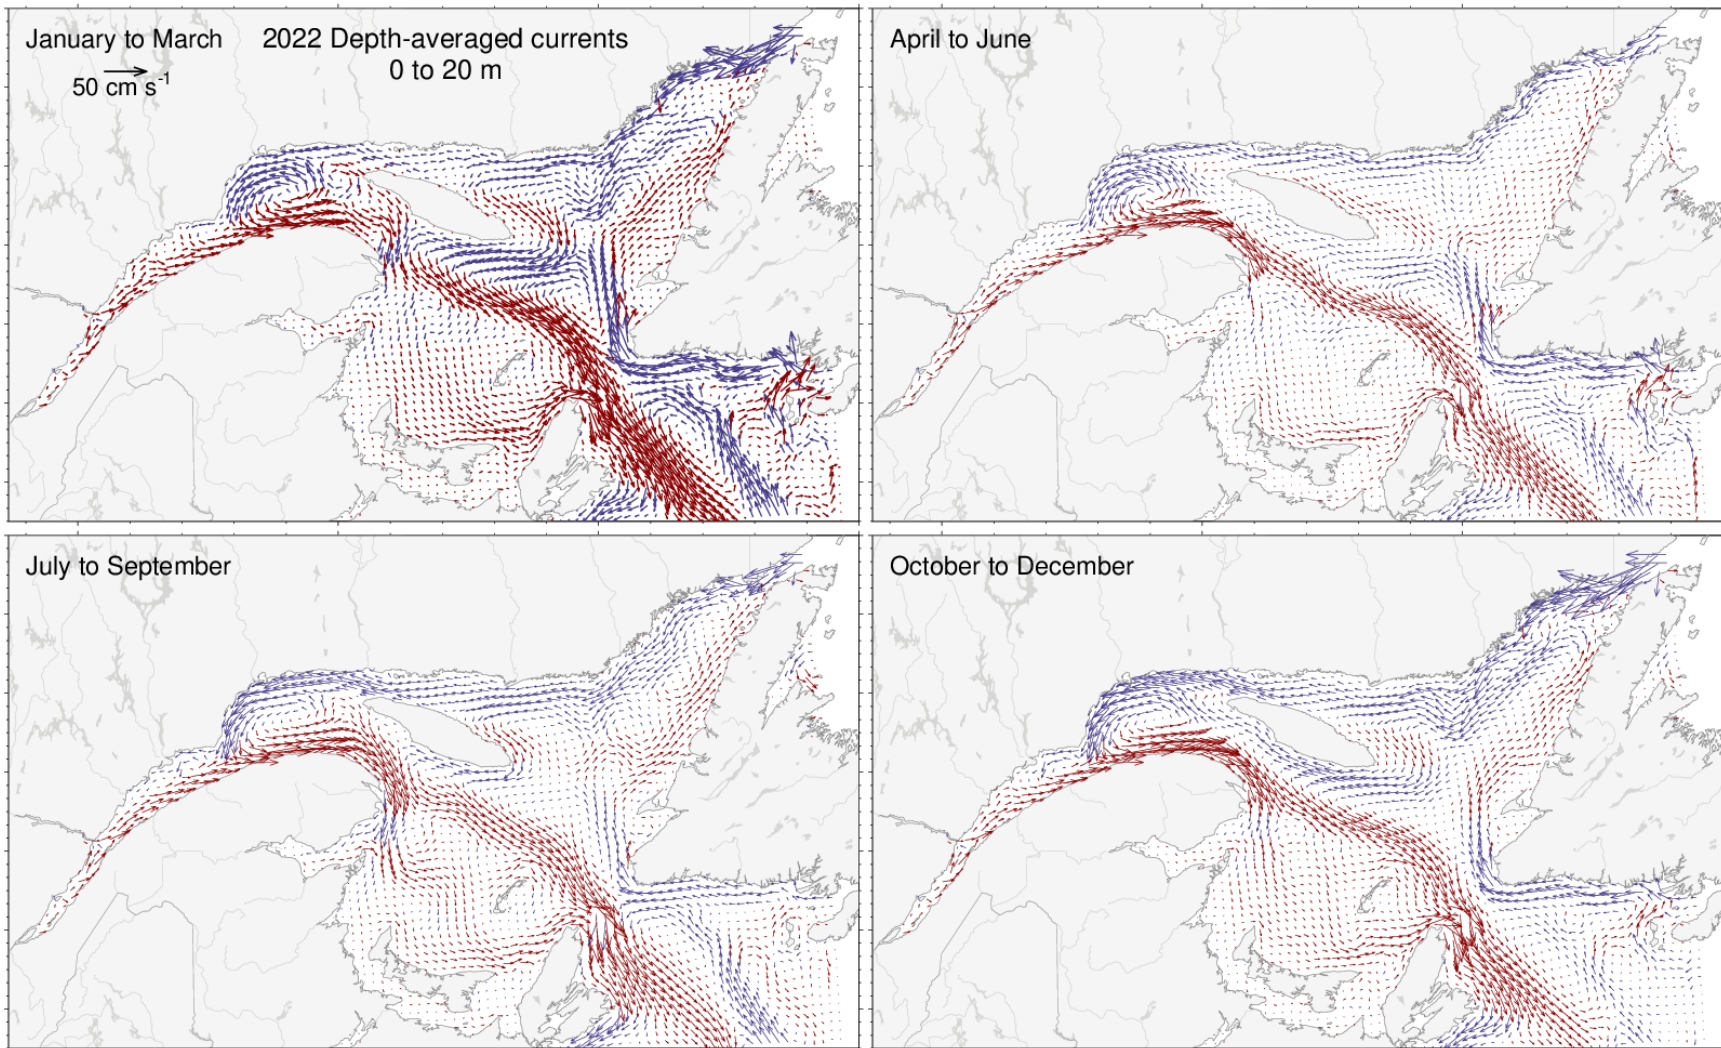 January to March
2022 Depth-averaged currents
0 to 20 m
50 cm s⁻¹
April to June
July to September
October to December